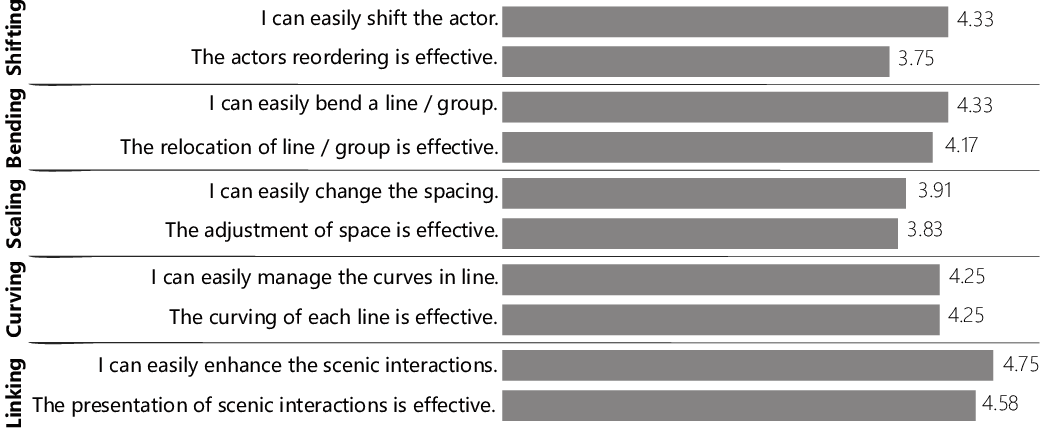 Shifting
I can easily shift the actor. 4.33
The actors reordering is effective. 3.75
Bending
I can easily bend a line / group. 4.33
The relocation of line / group is effective. 4.17
Scaling
I can easily change the spacing. 3.91
The adjustment of space is effective. 3.83
Curving
I can easily manage the curves in line. 4.25
The curving of each line is effective. 4.25
Linking
I can easily enhance the scenic interactions. 4.75
The presentation of scenic interactions is effective. 4.58